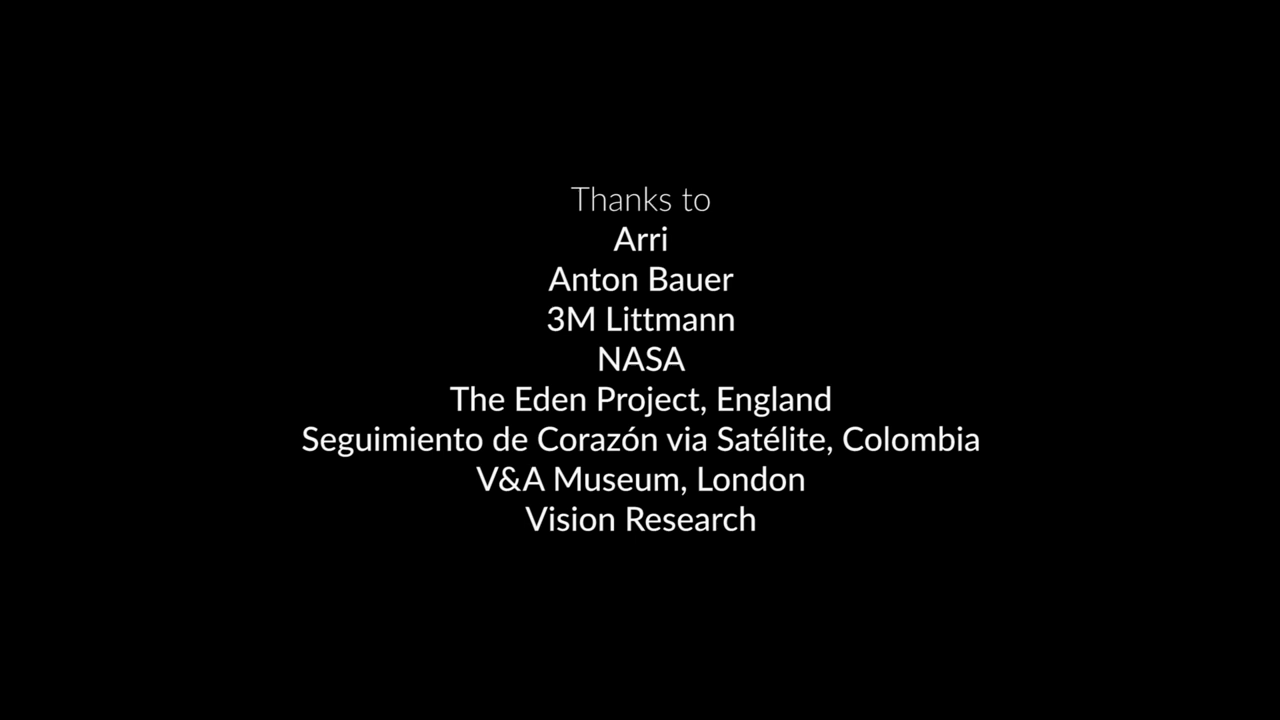 Thanks to
Arri
Anton Bauer
3M Littmann
NASA
The Eden Project, England
Seguimiento de Corazón via Satélite, Colombia
V&A Museum, London
Vision Research